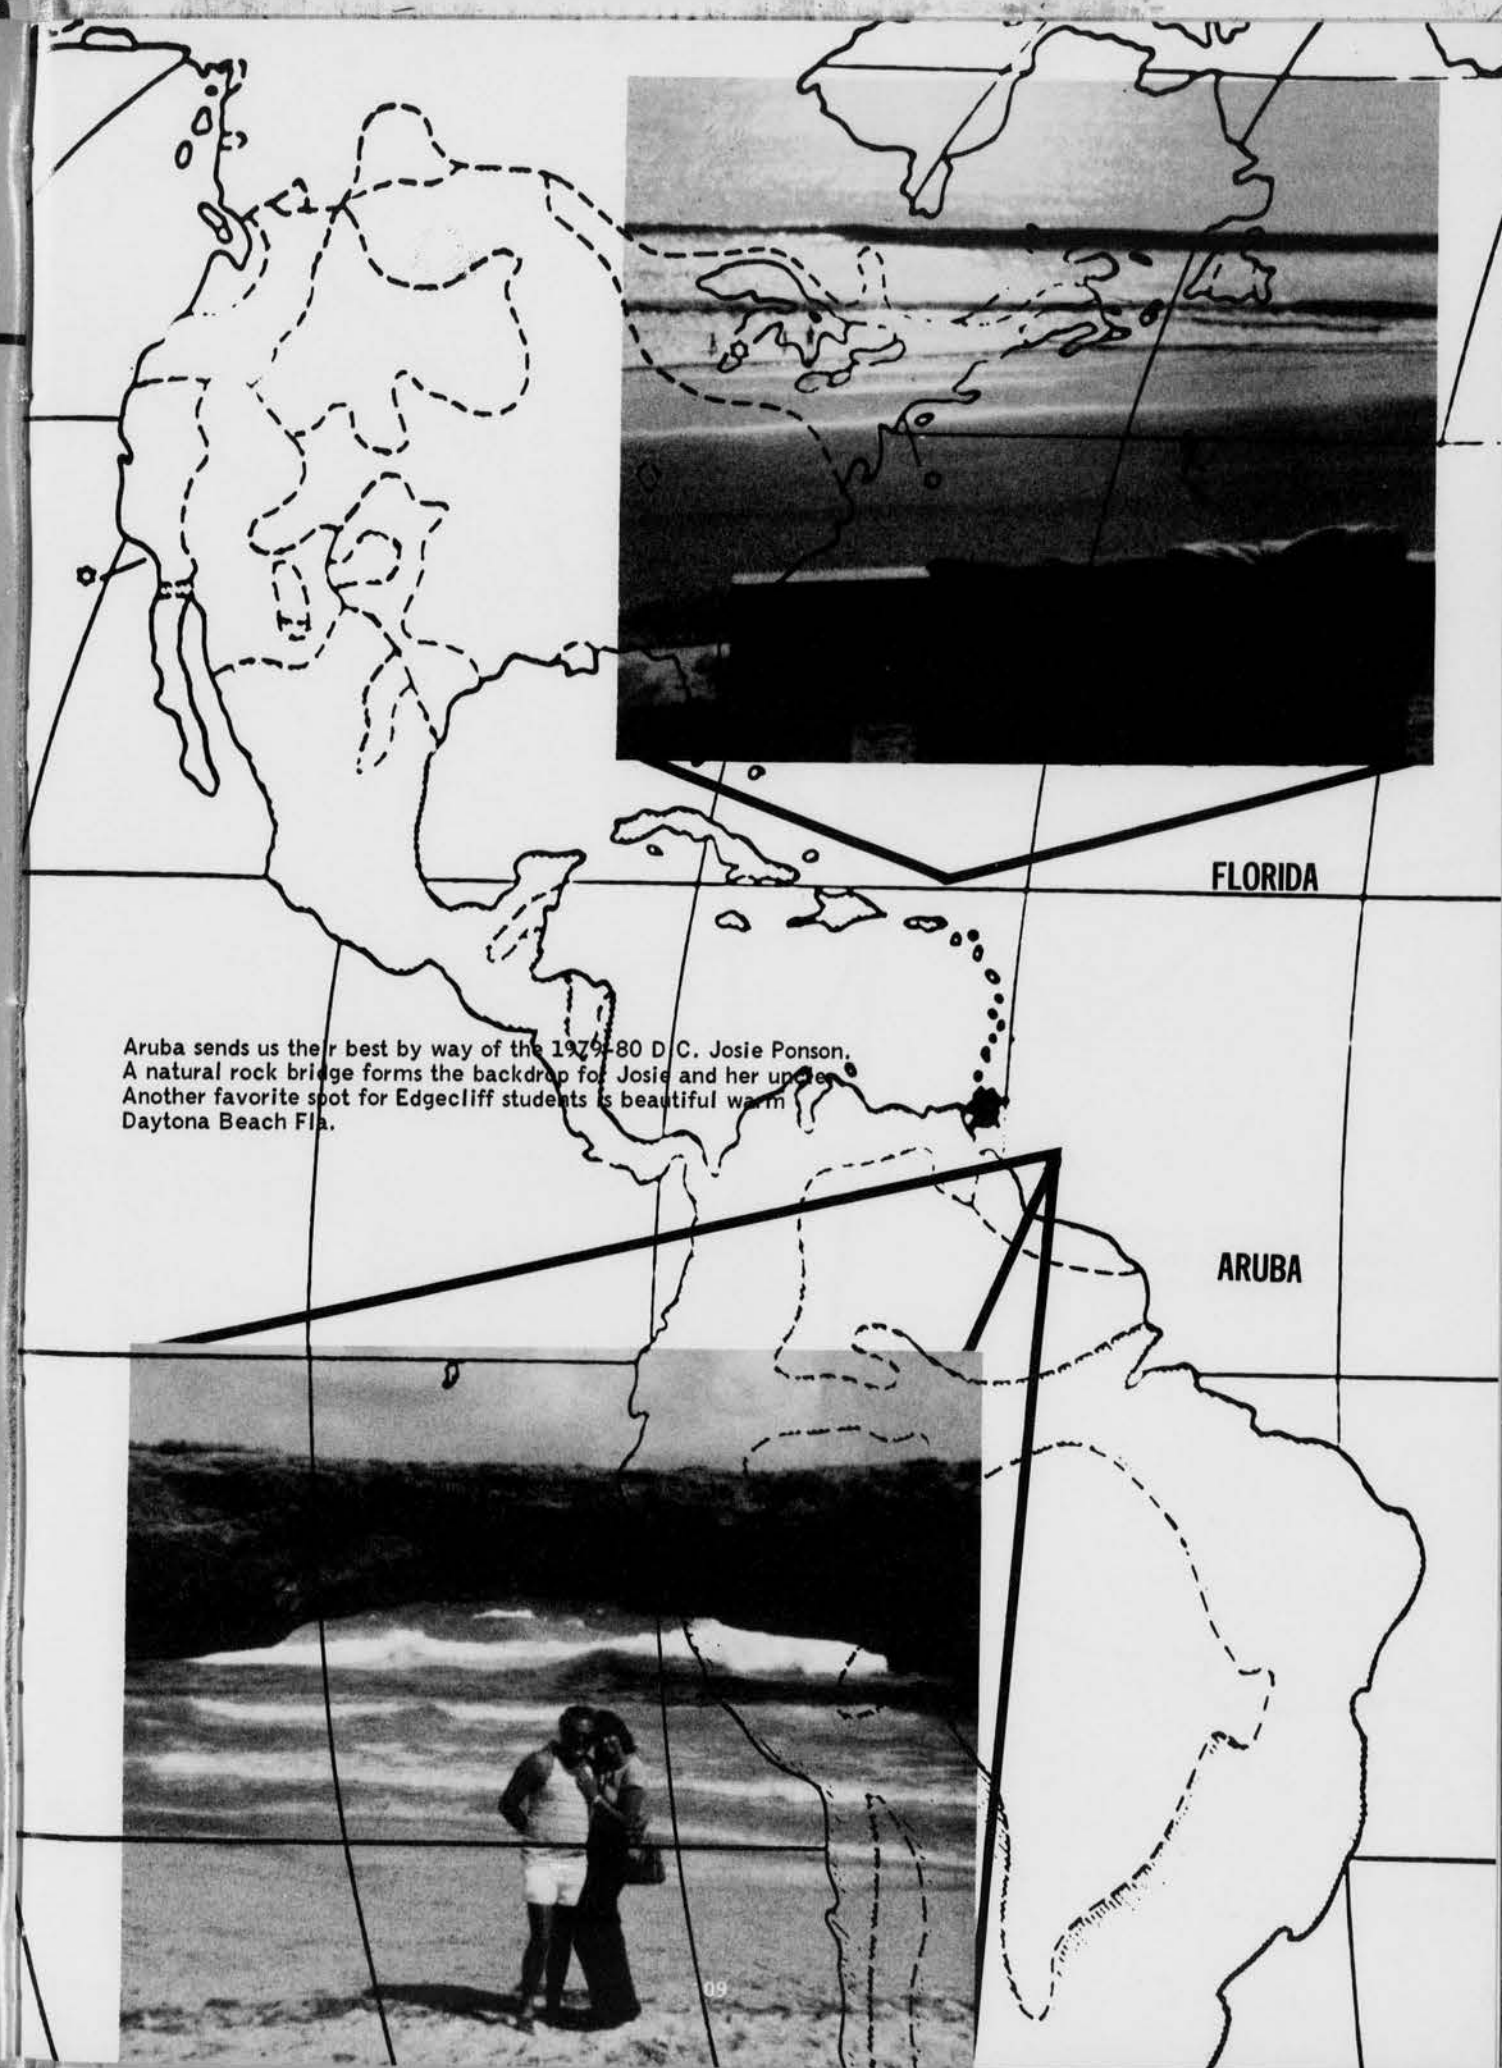 FLORIDA
Aruba sends us their best by way of the 1979-80 D.C. Josie Ponson.
A natural rock bridge forms the backdrop for Josie and her uncle.
Another favorite spot for Edgecliff students is beautiful warm
Daytona Beach Fla.
ARUBA
09